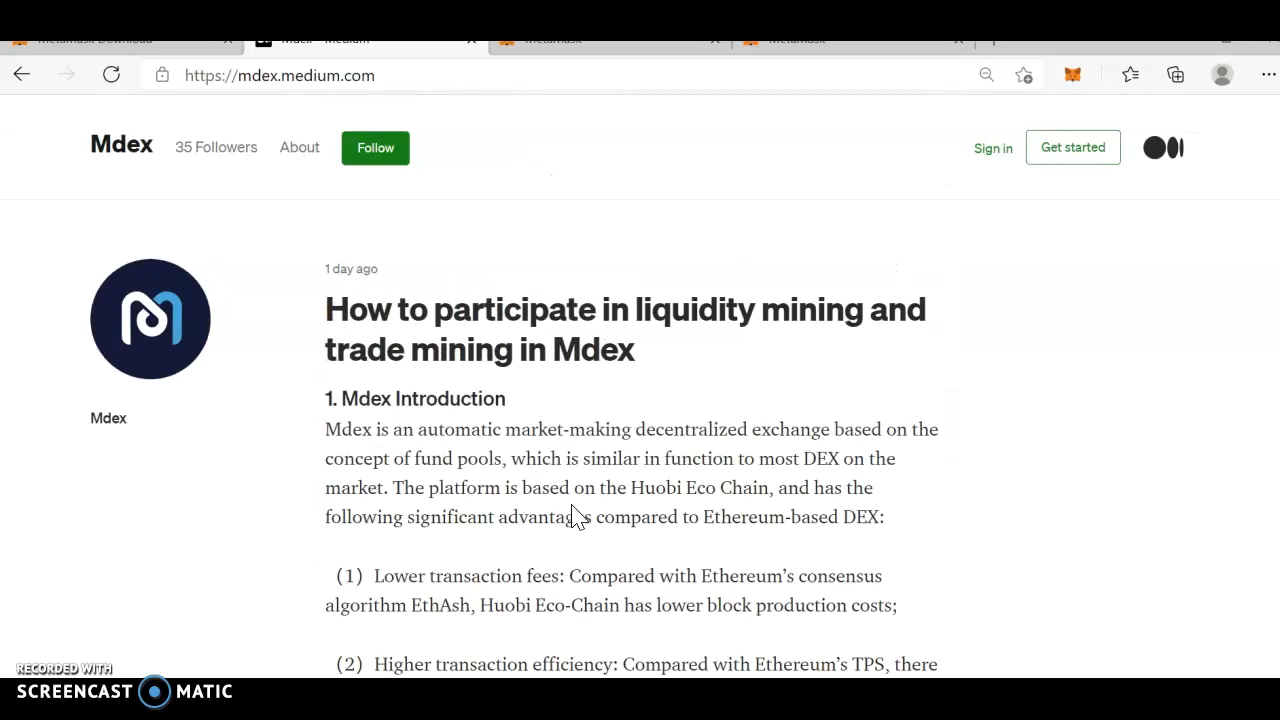 Mdex - Medium
https://mdex.medium.com
Mdex
35 Followers
About
Follow
Sign in
Get started
1 day ago
How to participate in liquidity mining and
trade mining in Mdex
Mdex
1. Mdex Introduction
Mdex is an automatic market-making decentralized exchange based on the
concept of fund pools, which is similar in function to most DEX on the
market. The platform is based on the Huobi Eco Chain, and has the
following significant advantages compared to Ethereum-based DEX:
(1) Lower transaction fees: Compared with Ethereum’s consensus
algorithm EthAsh, Huobi Eco-Chain has lower block production costs;
(2) Higher transaction efficiency: Compared with Ethereum’s TPS, there
RECORDED WITH
SCREENCAST MATIC